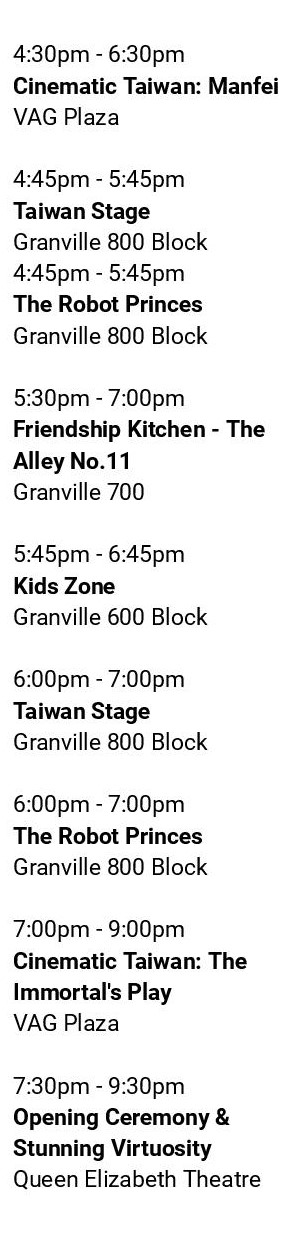 4:30pm - 6:30pm
Cinematic Taiwan: Manfei
VAG Plaza
4:45pm - 5:45pm
Taiwan Stage
Granville 800 Block
4:45pm - 5:45pm
The Robot Princes
Granville 800 Block
5:30pm - 7:00pm
Friendship Kitchen - The
Alley No.11
Granville 700
5:45pm - 6:45pm
Kids Zone
Granville 600 Block
6:00pm - 7:00pm
Taiwan Stage
Granville 800 Block
6:00pm - 7:00pm
The Robot Princes
Granville 800 Block
7:00pm - 9:00pm
Cinematic Taiwan: The
Immortal's Play
VAG Plaza
7:30pm - 9:30pm
Opening Ceremony &
Stunning Virtuosity
Queen Elizabeth Theatre